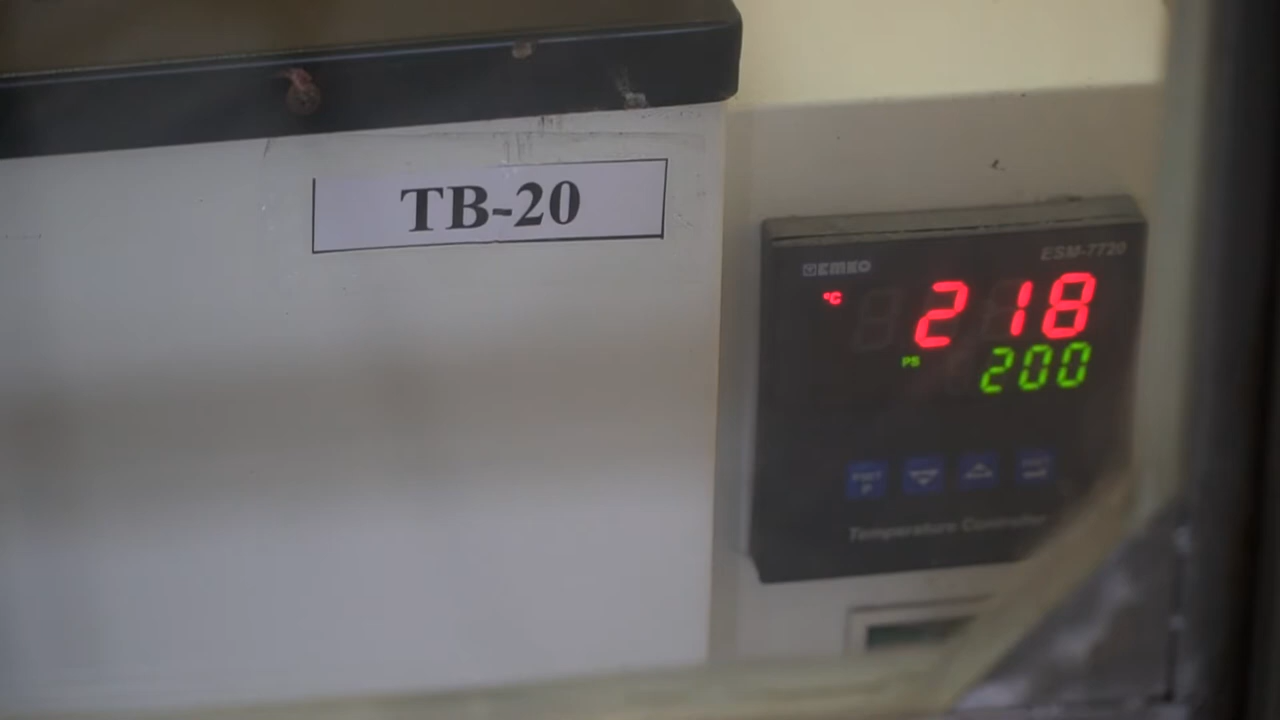 TB-20
EMKO
ESM-7720
°C
218
PS
200
P
Temperature Controller